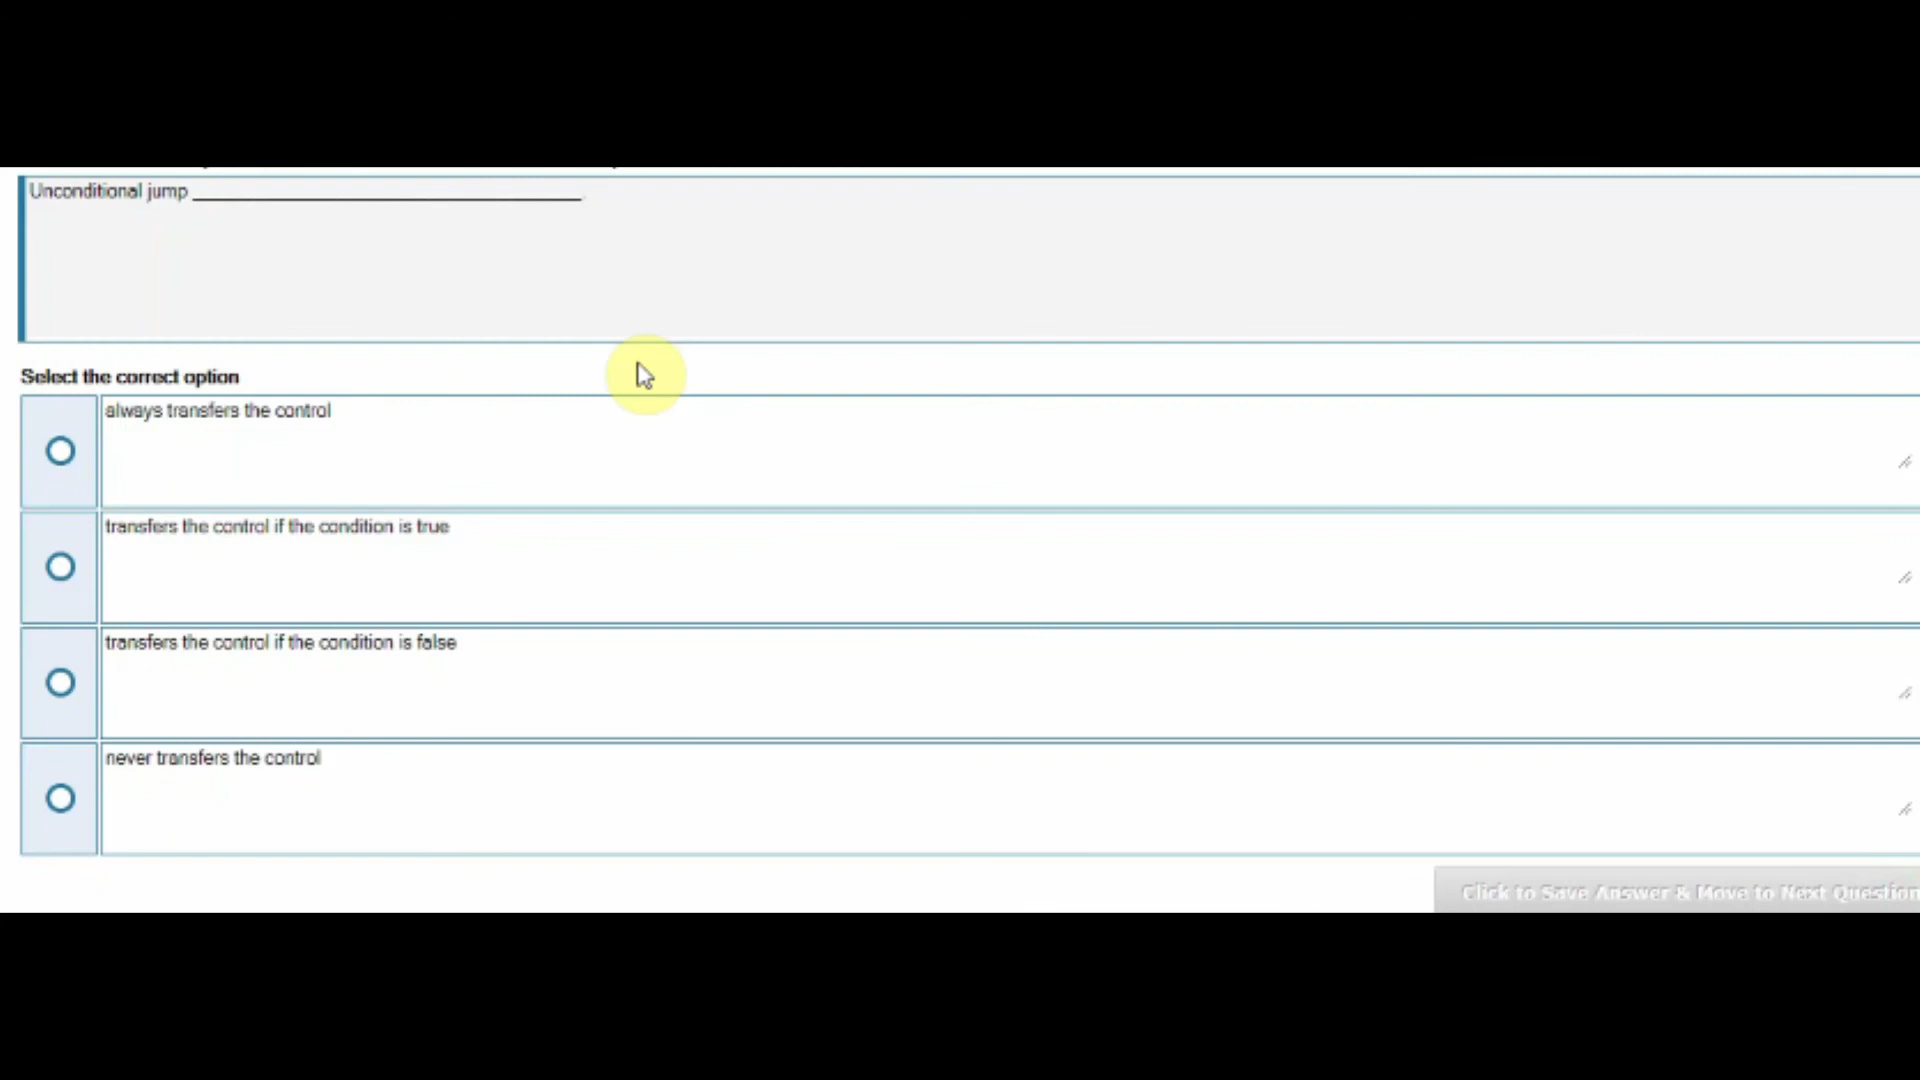 Unconditional jump ___________________________________.
Select the correct option
always transfers the control
transfers the control if the condition is true
transfers the control if the condition is false
never transfers the control
Click to Save Answer & Move to Next Question